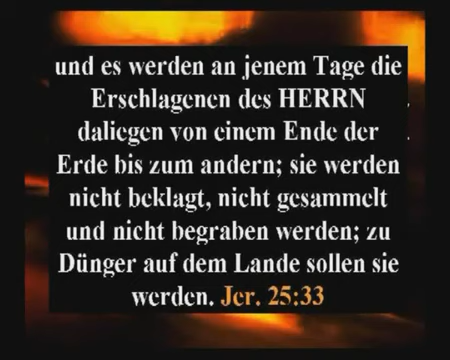 und es werden an jenem Tage die
Erschlagenen des HERRN
daliegen von einem Ende der
Erde bis zum andern; sie werden
nicht beklagt, nicht gesammelt
und nicht begraben werden; zu
Dünger auf dem Lande sollen sie
werden. Jer. 25:33